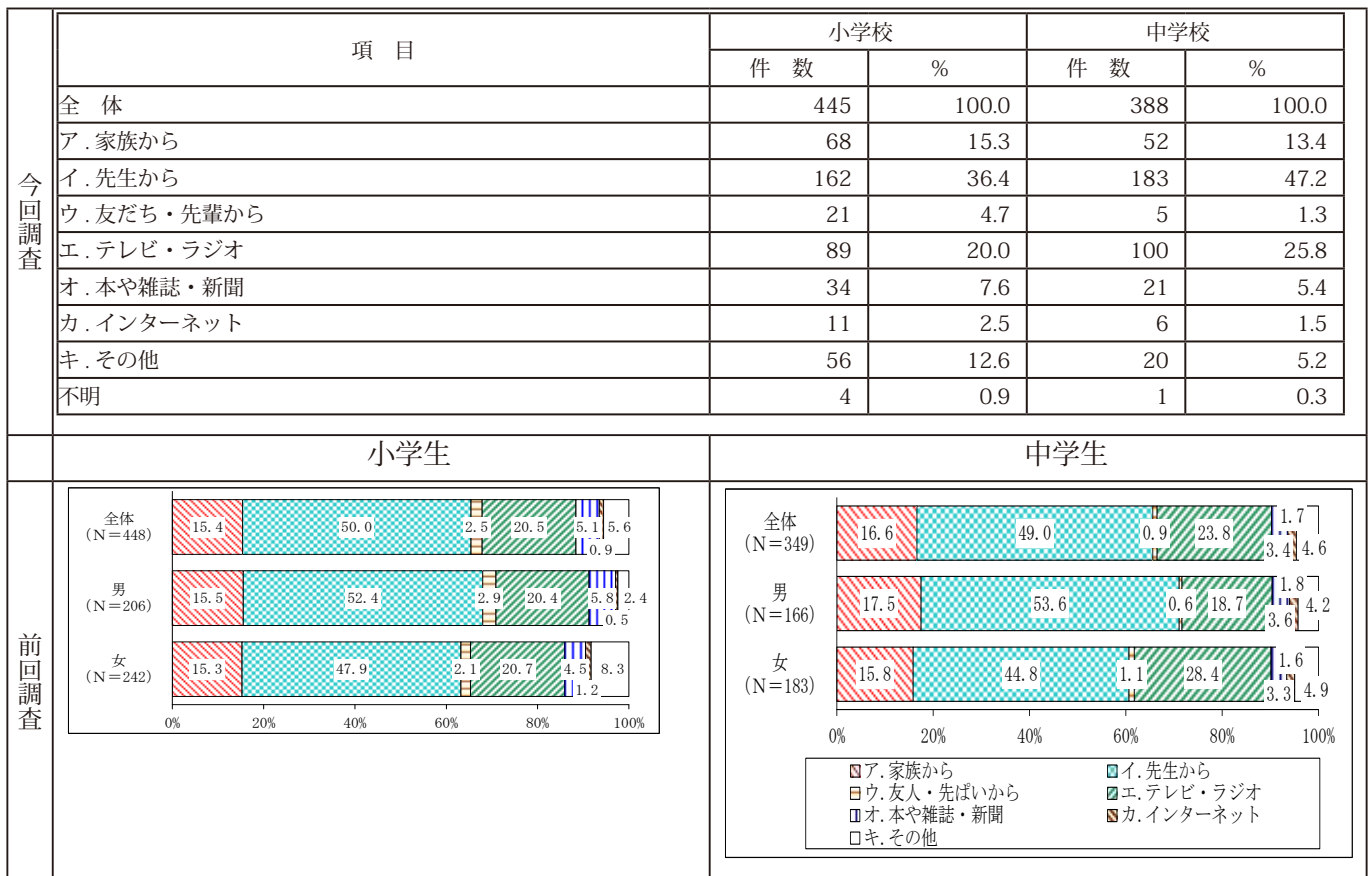 今回調査
項　目　小学校　中学校
件　数　%　件　数　%
全　体　445　100.0　388　100.0
ア.家族から　68　15.3　52　13.4
イ.先生から　162　36.4　183　47.2
ウ.友だち・先輩から　21　4.7　5　1.3
エ.テレビ・ラジオ　89　20.0　100　25.8
オ.本や雑誌・新聞　34　7.6　21　5.4
カ.インターネット　11　2.5　6　1.5
キ.その他　56　12.6　20　5.2
不明　4　0.9　1　0.3
前回調査
小学生
全体
(N=448)
15.4　50.0　2.5　20.5　5.1　0.9　5.6
男
(N=206)
15.5　52.4　2.9　20.4　5.8　0.5　2.4
女
(N=242)
15.3　47.9　2.1　20.7　4.5　1.2　8.3
0%　20%　40%　60%　80%　100%
中学生
全体
(N=349)
16.6　49.0　0.9　23.8　3.4　1.7　4.6
男
(N=166)
17.5　53.6　0.6　18.7　3.6　1.8　4.2
女
(N=183)
15.8　44.8　1.1　28.4　3.3　1.6　4.9
0%　20%　40%　60%　80%　100%
ア.家族から　イ.先生から
ウ.友人・先ぱいから　エ.テレビ・ラジオ
オ.本や雑誌・新聞　カ.インターネット
キ.その他